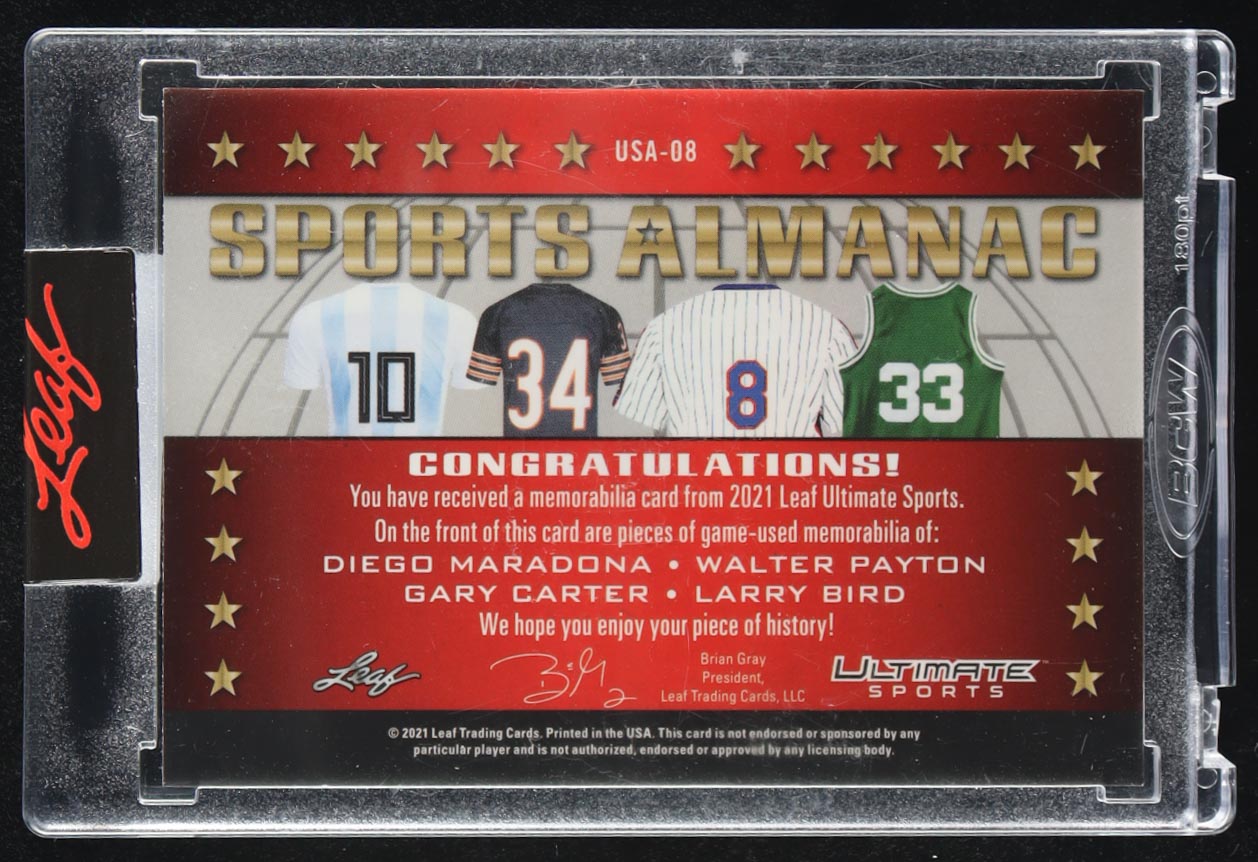 USA-08
SPORTS ALMANAC
10
34
8
33
CONGRATULATIONS!
You have received a memorabilia card from 2021 Leaf Ultimate Sports.
On the front of this card are pieces of game-used memorabilia of:
DIEGO MARADONA • WALTER PAYTON
GARY CARTER • LARRY BIRD
We hope you enjoy your piece of history!
Leaf
Brian Gray
President,
Leaf Trading Cards, LLC
ULTIMATE
SPORTS
© 2021 Leaf Trading Cards. Printed in the USA. This card is not endorsed or sponsored by any
particular player and is not authorized, endorsed or approved by any licensing body.
Leaf
180pt
BCW